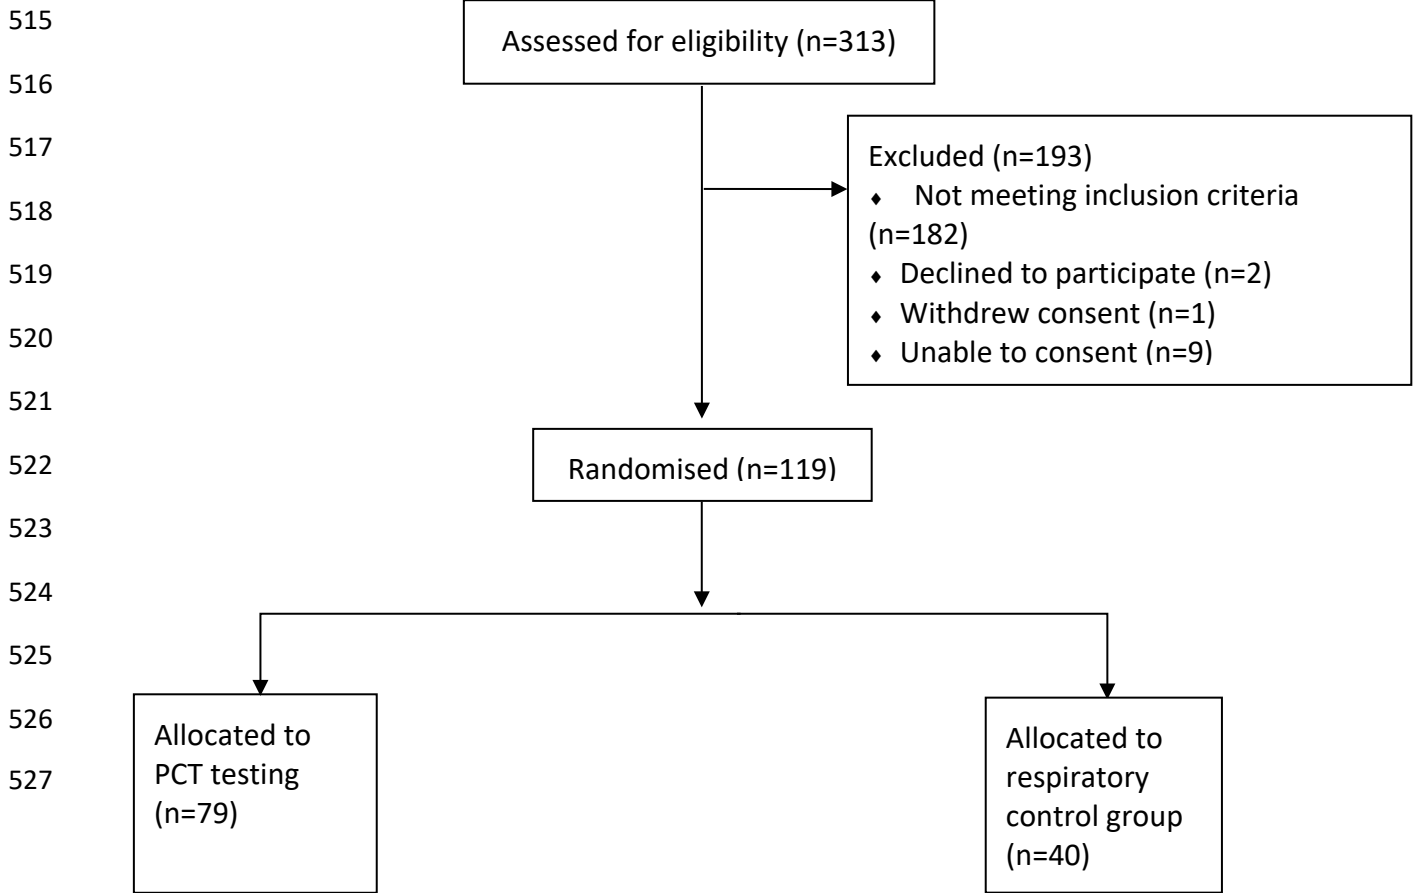 515
Assessed for eligibility (n=313)
516
517
Excluded (n=193)
⬧ Not meeting inclusion criteria
518
(n=182)
519
⬧ Declined to participate (n=2)
⬧ Withdrew consent (n=1)
520
⬧ Unable to consent (n=9)
521
522
Randomised (n=119)
523
524
525
526
Allocated to
PCT testing
(n=79)
Allocated to
respiratory
control group
(n=40)
527